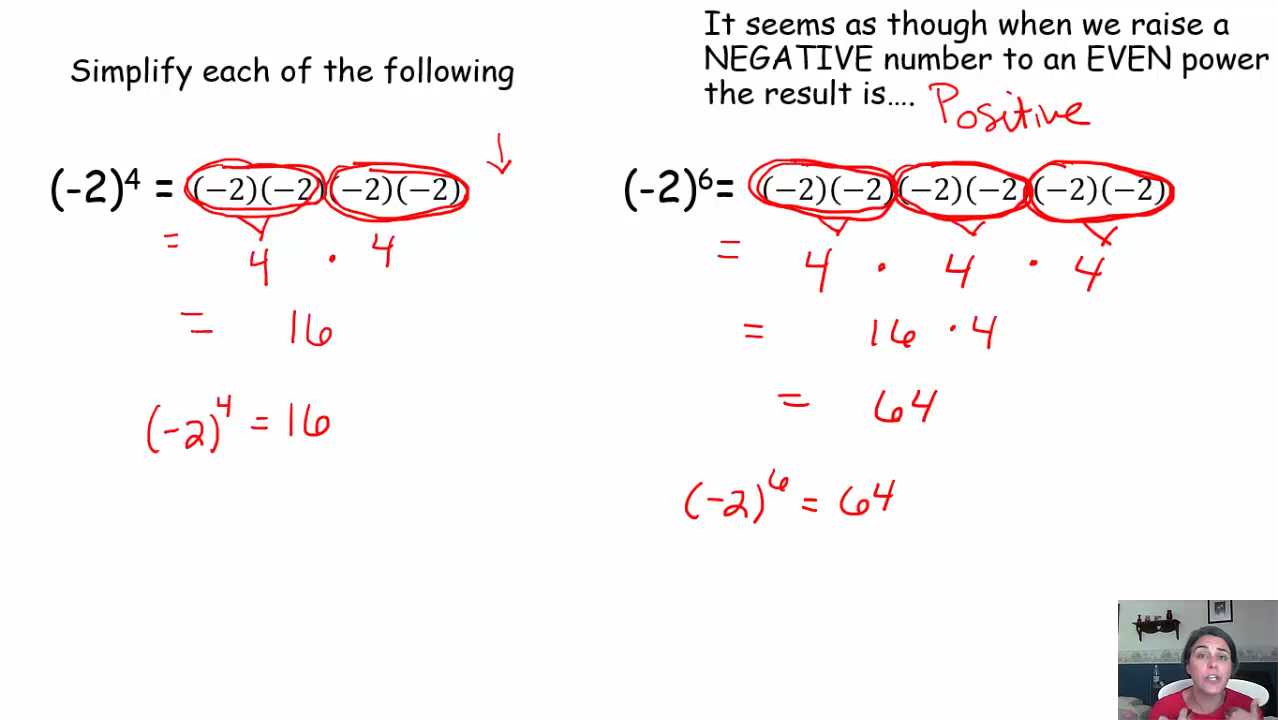 Simplify each of the following
(-2)⁴ = (−2)(−2)(−2)(−2)
= 4 · 4
= 16
(-2)⁴ = 16
It seems as though when we raise a
NEGATIVE number to an EVEN power
the result is.... Positive
(-2)⁶= (−2)(−2)(−2)(−2)(−2)(−2)
= 4 · 4 · 4
= 16 · 4
= 64
(-2)⁶ = 64